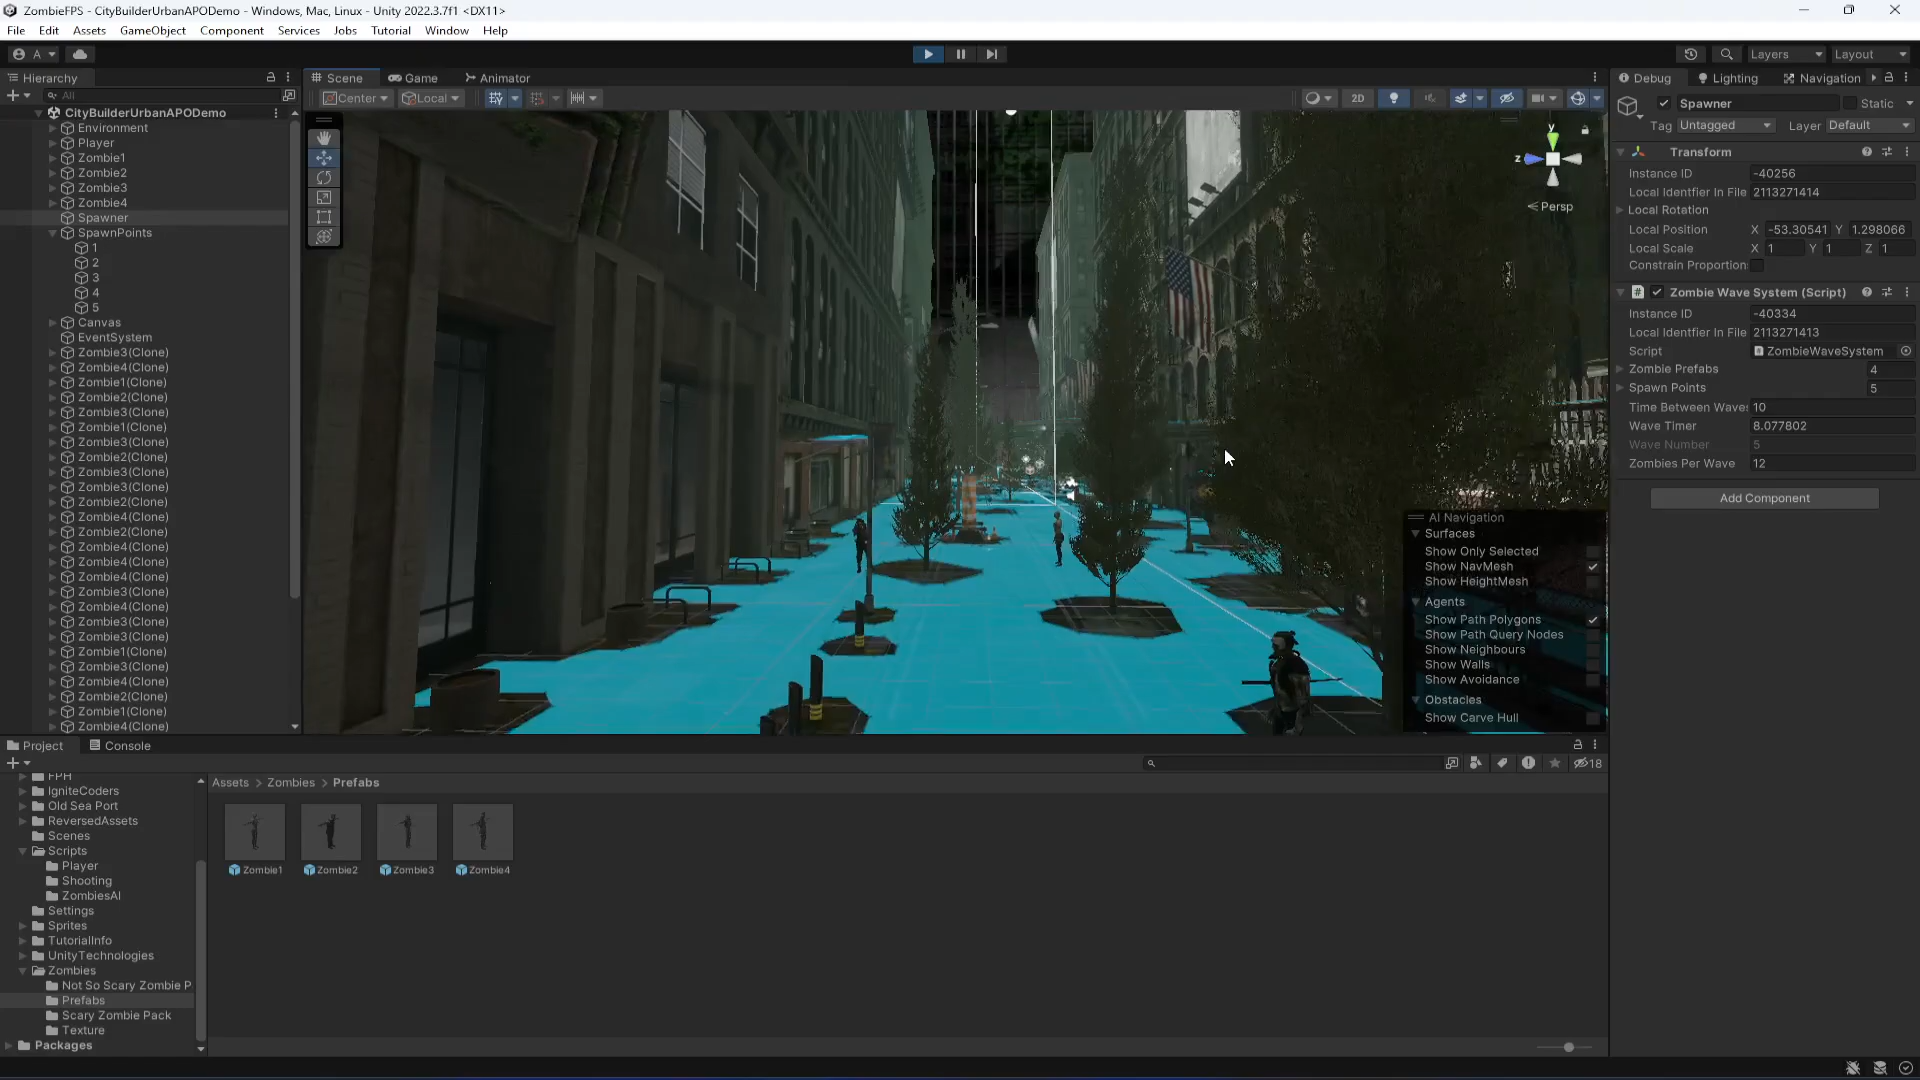 ZombieFPS - CityBuilderUrbanAPODemo - Windows, Mac, Linux - Unity 2022.3.7f1 <DX11>
File Edit Assets GameObject Component Services Jobs Tutorial Window Help
A
Layers Layout
Hierarchy
All
CityBuilderUrbanAPODemo
Environment
Player
Zombie1
Zombie2
Zombie3
Zombie4
Spawner
SpawnPoints
1
2
3
4
5
Canvas
EventSystem
Zombie3(Clone)
Zombie4(Clone)
Zombie1(Clone)
Zombie2(Clone)
Zombie3(Clone)
Zombie1(Clone)
Zombie3(Clone)
Zombie2(Clone)
Zombie3(Clone)
Zombie3(Clone)
Zombie2(Clone)
Zombie4(Clone)
Zombie2(Clone)
Zombie4(Clone)
Zombie4(Clone)
Zombie4(Clone)
Zombie3(Clone)
Zombie4(Clone)
Zombie3(Clone)
Zombie3(Clone)
Zombie1(Clone)
Zombie3(Clone)
Zombie4(Clone)
Zombie2(Clone)
Zombie1(Clone)
Zombie4(Clone)
Scene Game Animator
Center Local
2D
y
z
Persp
AI Navigation
Surfaces
Show Only Selected
Show NavMesh
Show HeightMesh
Agents
Show Path Polygons
Show Path Query Nodes
Show Neighbours
Show Walls
Show Avoidance
Obstacles
Show Carve Hull
Debug Lighting Navigation
Spawner Static
Tag Untagged Layer Default
Transform
Instance ID -40256
Local Identfier In File 2113271414
Local Rotation
Local Position X -53.30541 Y 1.298066
Local Scale X 1 Y 1 Z 1
Constrain Proportion
Zombie Wave System (Script)
Instance ID -40334
Local Identfier In File 2113271413
Script ZombieWaveSystem
Zombie Prefabs 4
Spawn Points 5
Time Between Wave 10
Wave Timer 8.077802
Wave Number 5
Zombies Per Wave 12
Add Component
Project Console
18
FPH
IgniteCoders
Old Sea Port
ReversedAssets
Scenes
Scripts
Player
Shooting
ZombiesAI
Settings
Sprites
TutorialInfo
UnityTechnologies
Zombies
Not So Scary Zombie P
Prefabs
Scary Zombie Pack
Texture
Packages
Assets > Zombies > Prefabs
Zombie1 Zombie2 Zombie3 Zombie4